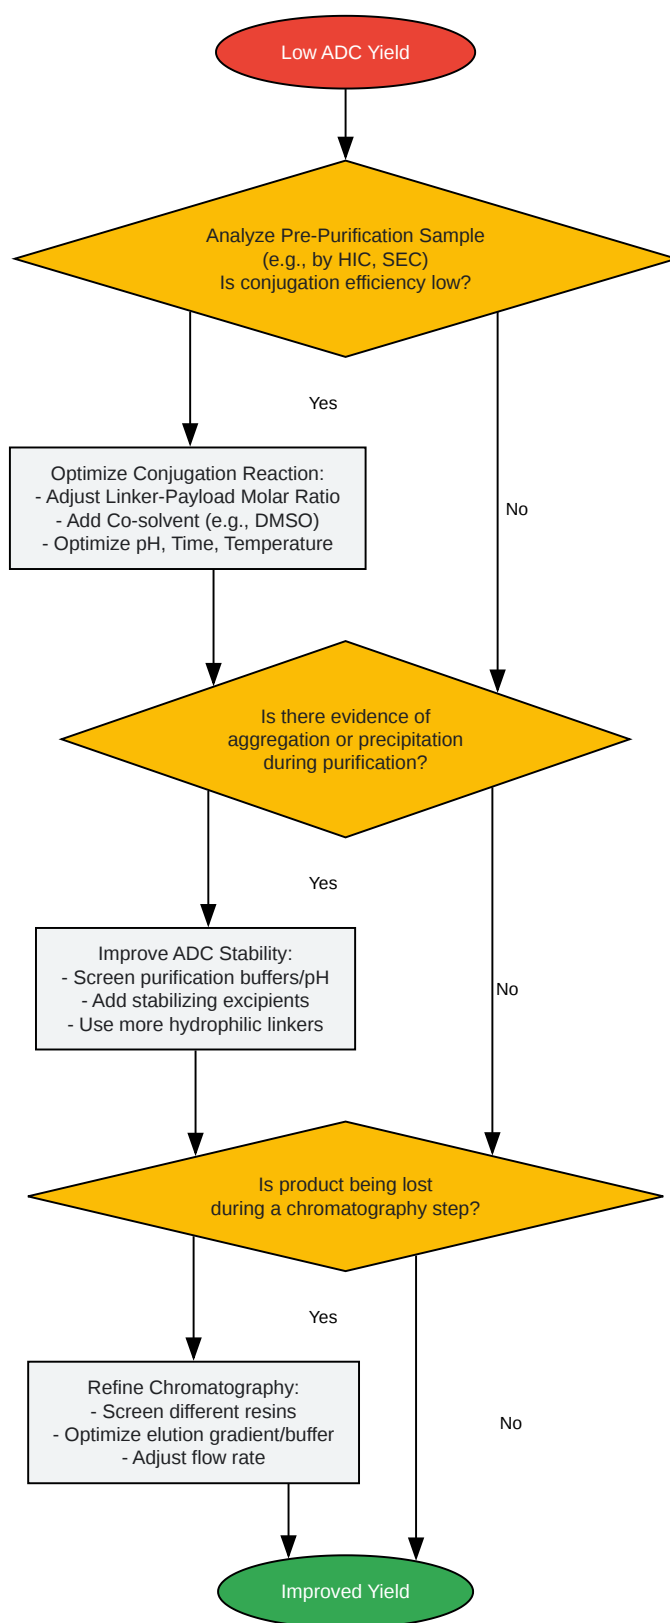 Low ADC Yield
Analyze Pre-Purification Sample
(e.g., by HIC, SEC)
Is conjugation efficiency low?
Yes
Optimize Conjugation Reaction:
- Adjust Linker-Payload Molar Ratio
- Add Co-solvent (e.g., DMSO)
- Optimize pH, Time, Temperature
No
Is there evidence of
aggregation or precipitation
during purification?
Yes
Improve ADC Stability:
- Screen purification buffers/pH
- Add stabilizing excipients
- Use more hydrophilic linkers
No
Is product being lost
during a chromatography step?
Yes
Refine Chromatography:
- Screen different resins
- Optimize elution gradient/buffer
- Adjust flow rate
No
Improved Yield